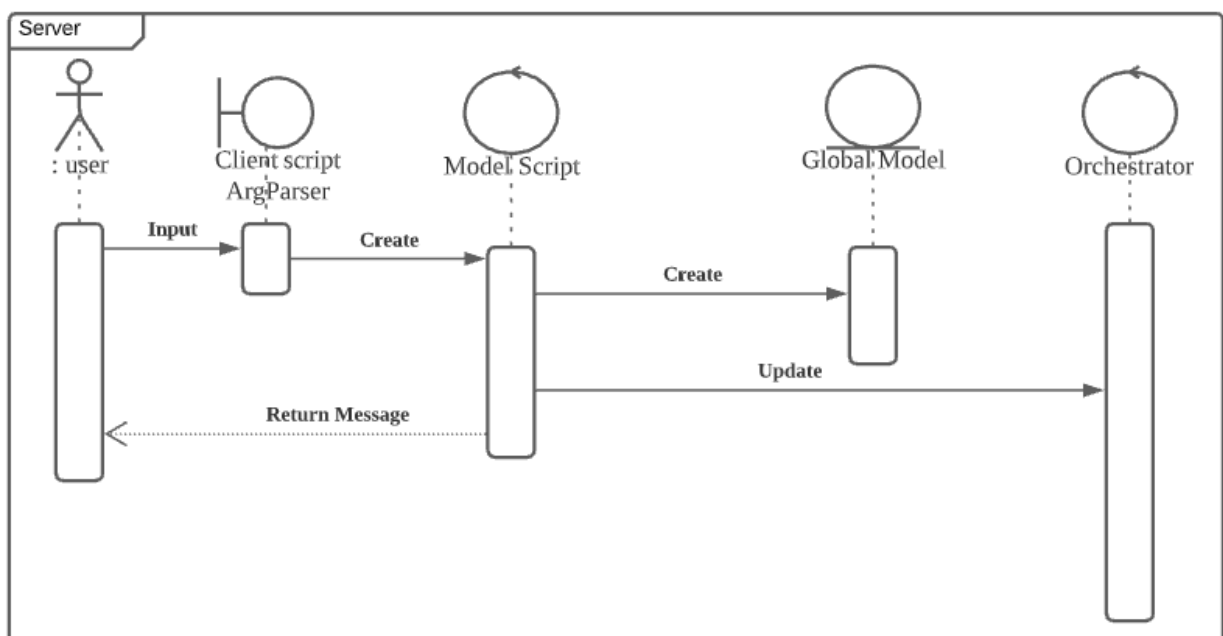 Server
: user
Client script
ArgParser
Model Script
Global Model
Orchestrator
Input
Create
Create
Update
Return Message